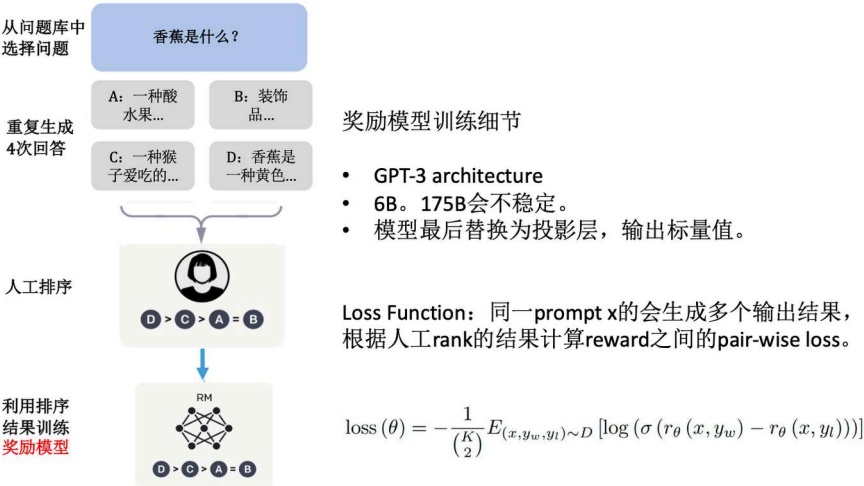 从问题库中
选择问题
香蕉是什么？
A：一种酸
水果...
B：装饰
品...
重复生成
4次回答
C：一种猴
子爱吃的...
D：香蕉是
一种黄色...
人工排序
D > C > A = B
利用排序
结果训练
奖励模型
RM
D > C > A = B
奖励模型训练细节
• GPT-3 architecture
• 6B。175B会不稳定。
• 模型最后替换为投影层，输出标量值。
Loss Function：同一prompt x的会生成多个输出结果，
根据人工rank的结果计算reward之间的pair-wise loss。
loss (θ) = − 1/(K 2) E_{(x,y_w,y_l)∼D} [log (σ (r_θ (x, y_w) − r_θ (x, y_l)))]